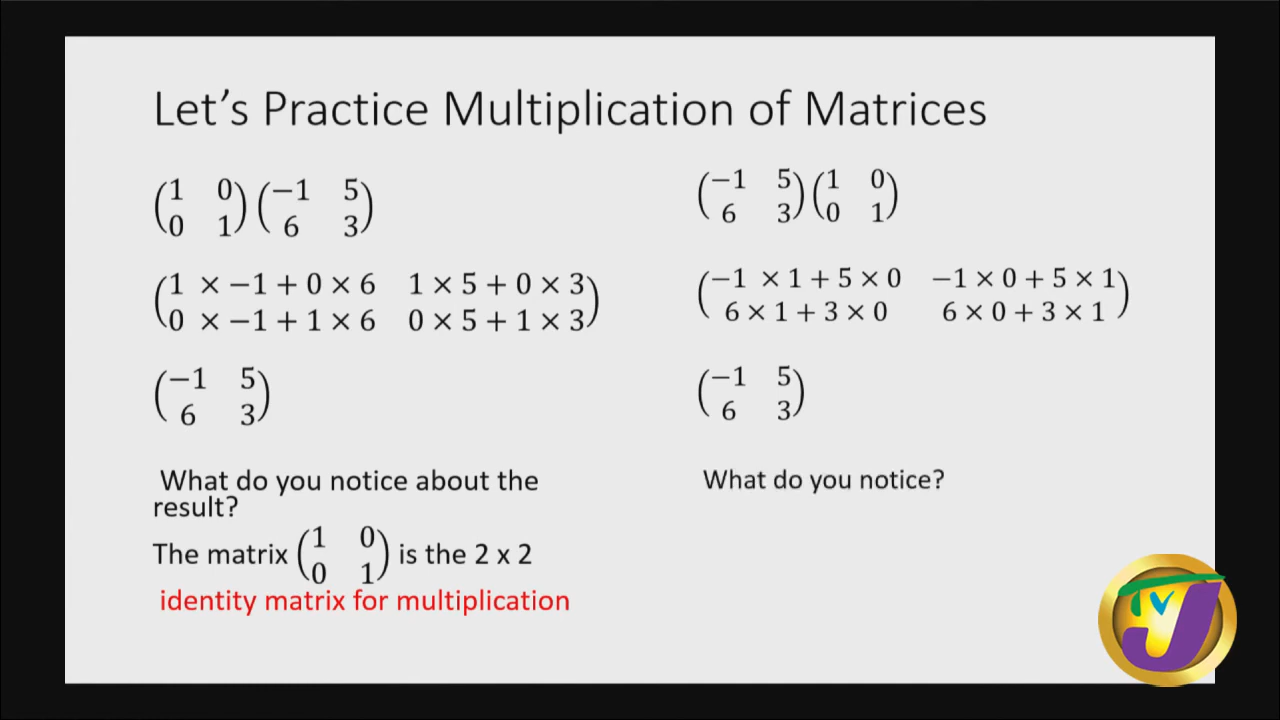 Let's Practice Multiplication of Matrices
(1 0
0 1) (−1 5
6 3)
(1 × −1 + 0 × 6 1 × 5 + 0 × 3
0 × −1 + 1 × 6 0 × 5 + 1 × 3)
(−1 5
6 3)
What do you notice about the
result?
The matrix (1 0
0 1) is the 2 x 2
identity matrix for multiplication
(−1 5
6 3) (1 0
0 1)
(−1 × 1 + 5 × 0 −1 × 0 + 5 × 1
6 × 1 + 3 × 0 6 × 0 + 3 × 1)
(−1 5
6 3)
What do you notice?
TVJ